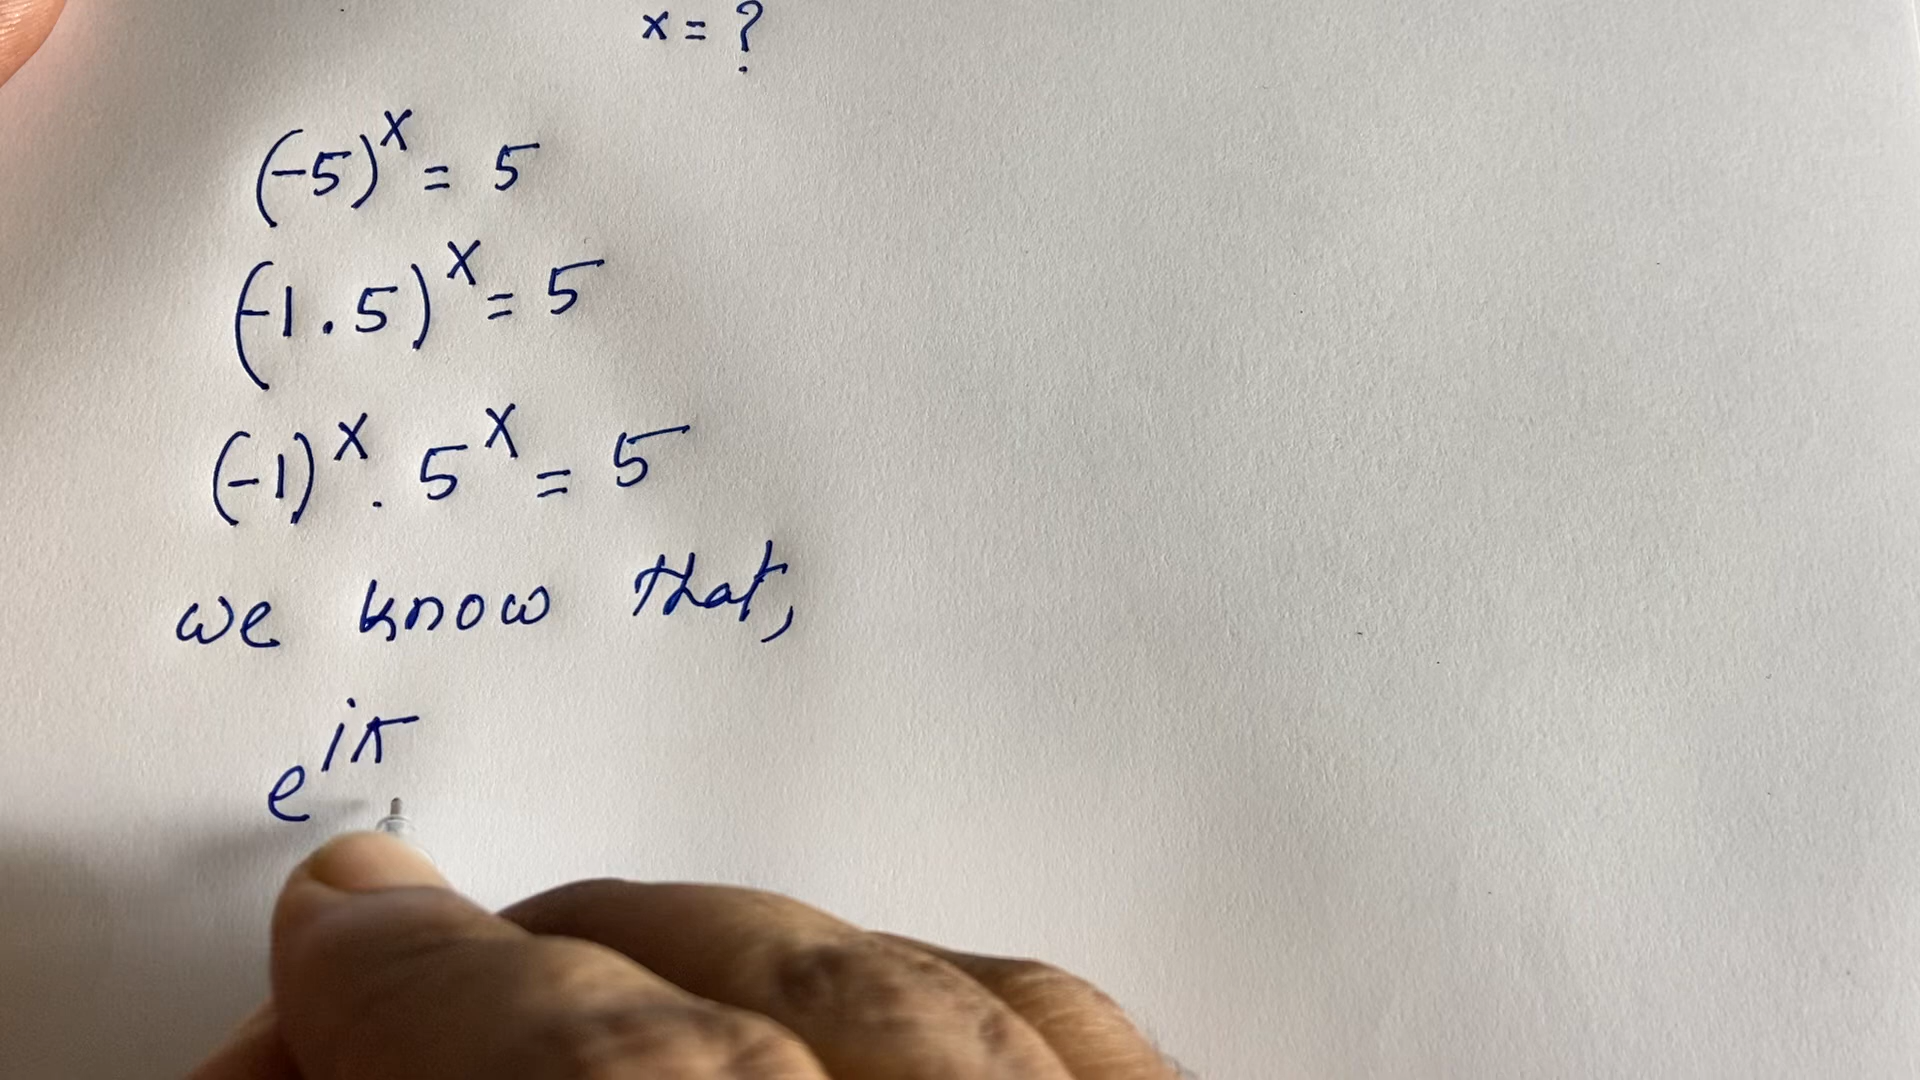 x = ?
(-5)^x = 5
(-1 . 5)^x = 5
(-1)^x . 5^x = 5
we know that,
e^iπ